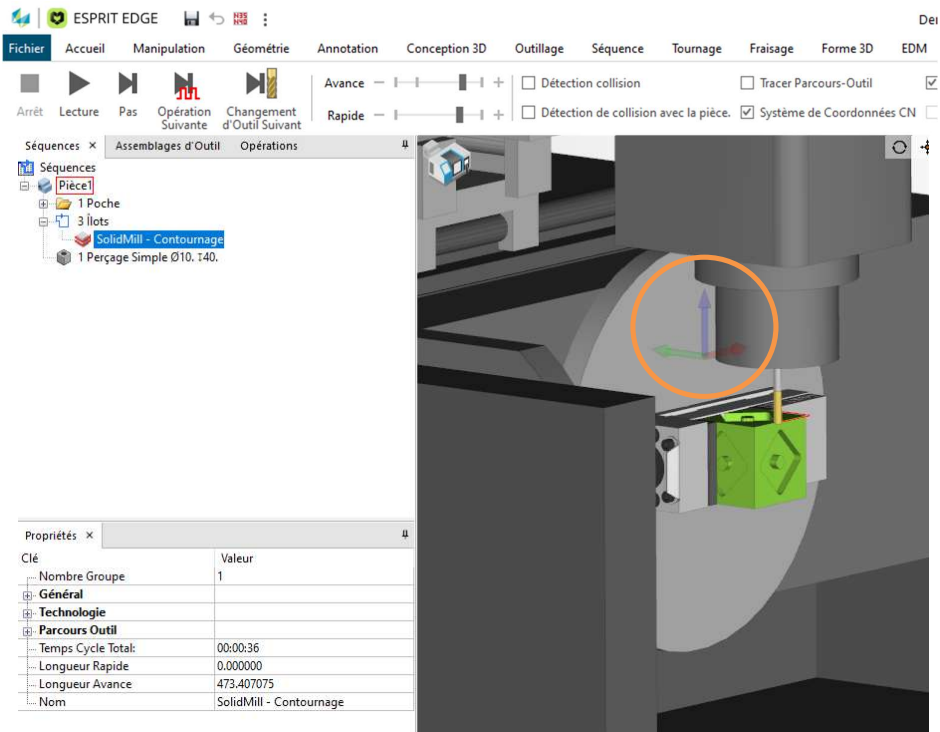 ESPRIT EDGE N35 N40 Der
Fichier Accueil Manipulation Géométrie Annotation Conception 3D Outillage Séquence Tournage Fraisage Forme 3D EDM
Avance Détection collision Tracer Parcours-Outil
Arrêt Lecture Pas Opération Suivante Changement d'Outil Suivant
Rapide Détection de collision avec la pièce. Système de Coordonnées CN
Séquences Assemblages d'Outil Opérations
Séquences
Pièce1
1 Poche
3 Îlots
SolidMill - Contournage
1 Perçage Simple Ø10. ↧40.
Propriétés
Clé Valeur
Nombre Groupe 1
Général
Technologie
Parcours Outil
Temps Cycle Total: 00:00:36
Longueur Rapide 0.000000
Longueur Avance 473.407075
Nom SolidMill - Contournage